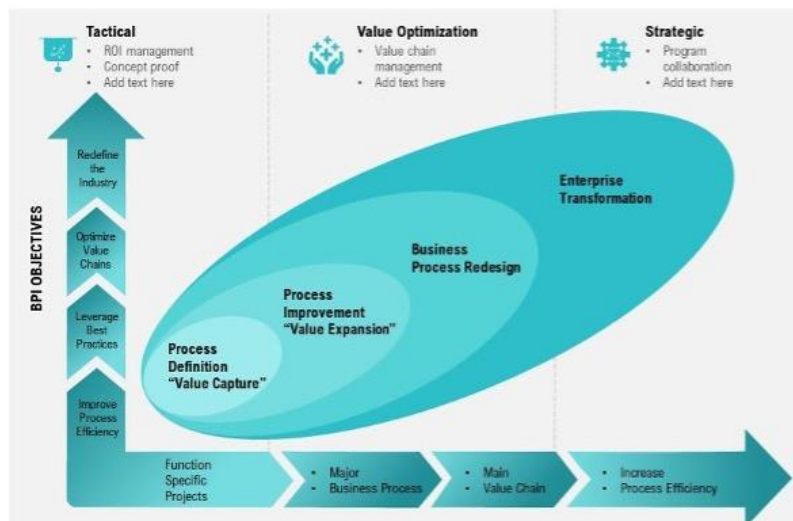 Tactical
• ROI management
• Concept proof
• Add text here
Value Optimization
• Value chain
management
• Add text here
Strategic
• Program
collaboration
• Add text here
BPI OBJECTIVES
Redefine
the
Industry
Optimize
Value
Chains
Leverage
Best
Practices
Improve
Process
Efficiency
Enterprise
Transformation
Business
Process Redesign
Process
Improvement
“Value Expansion”
Process
Definition
“Value Capture”
Function
Specific
Projects
• Major
• Business Process
• Main
• Value Chain
• Increase
• Process Efficiency